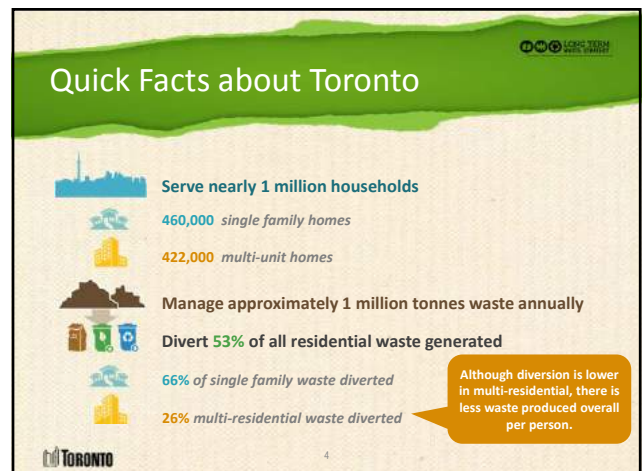 LONG TERM
Quick Facts about Toronto
Serve nearly 1 million households
460,000 single family homes
422,000 multi-unit homes
Manage approximately 1 million tonnes waste annually
Divert 53% of all residential waste generated
66% of single family waste diverted
26% multi-residential waste diverted
Although diversion is lower
in multi-residential, there is
less waste produced overall
per person.
TORONTO
4